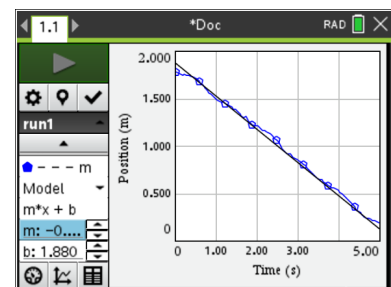 1.1
*Doc
RAD
run1
- - - m
Model
m*x + b
m: -0....
b: 1.880
Position (m)
2.000
1.500
1.000
0.500
0
0 1.00 2.00 3.00 5.00
Time (s)